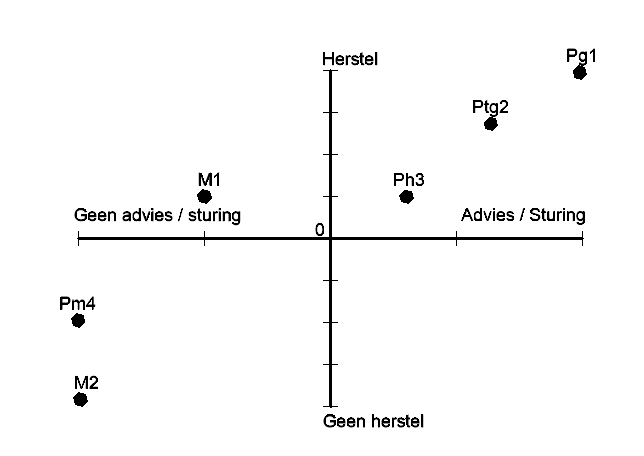 Pg1
Herstel
Ptg2
M1
Ph3
Geen advies / sturing
Advies / Sturing
0
Pm4
M2
Geen herstel